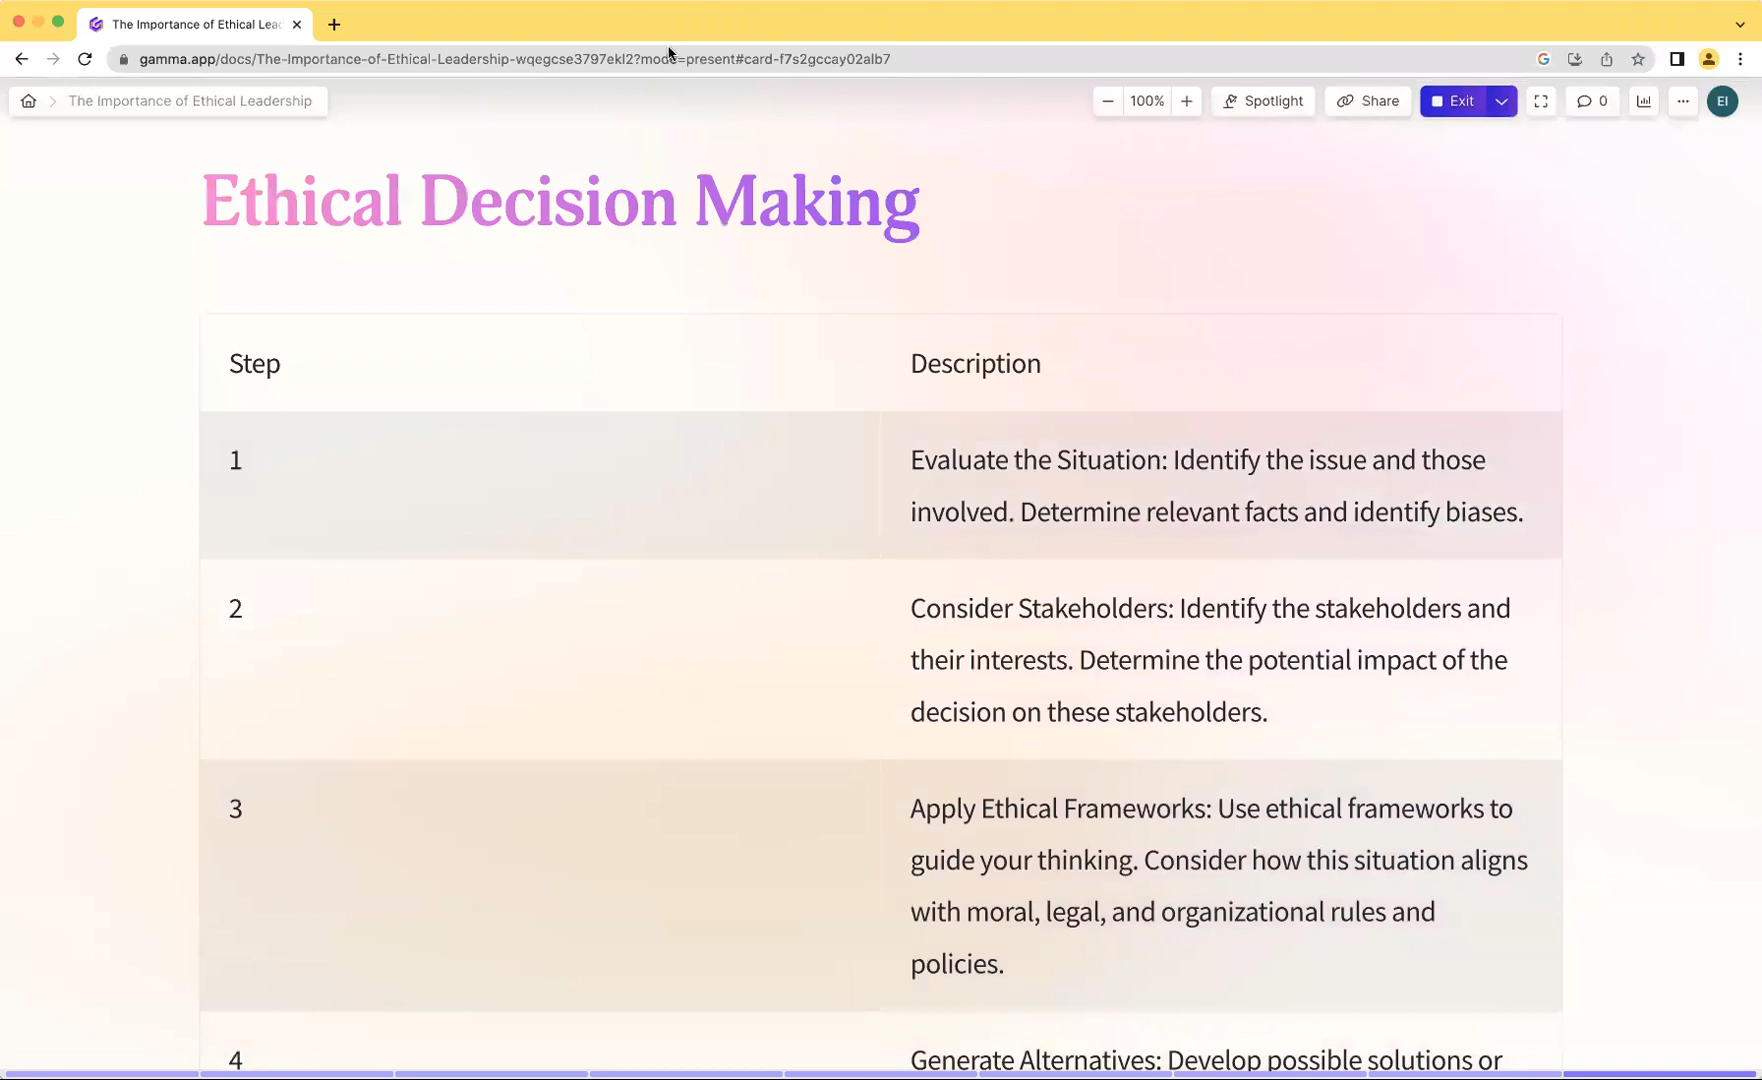 The Importance of Ethical Lea
gamma.app/docs/The-Importance-of-Ethical-Leadership-wqegcse3797ekl2?mode=present#card-f7s2gccay02alb7
The Importance of Ethical Leadership
100%
Spotlight
Share
Exit
0
EI
Ethical Decision Making
Step
Description
1
Evaluate the Situation: Identify the issue and those
involved. Determine relevant facts and identify biases.
2
Consider Stakeholders: Identify the stakeholders and
their interests. Determine the potential impact of the
decision on these stakeholders.
3
Apply Ethical Frameworks: Use ethical frameworks to
guide your thinking. Consider how this situation aligns
with moral, legal, and organizational rules and
policies.
4
Generate Alternatives: Develop possible solutions or